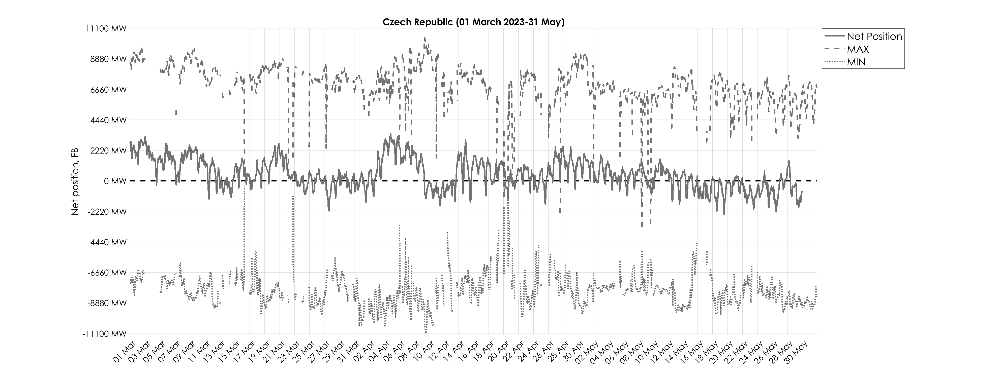 Czech Republic (01 March 2023-31 May)
11100 MW
8880 MW
6660 MW
4440 MW
2220 MW
0 MW
-2220 MW
-4440 MW
-6660 MW
-8880 MW
-11100 MW
Net position, FB
Net Position
MAX
MIN
01 Mar
03 Mar
05 Mar
07 Mar
09 Mar
11 Mar
13 Mar
15 Mar
17 Mar
19 Mar
21 Mar
23 Mar
25 Mar
27 Mar
29 Mar
31 Mar
02 Apr
04 Apr
06 Apr
08 Apr
10 Apr
12 Apr
14 Apr
16 Apr
18 Apr
20 Apr
22 Apr
24 Apr
26 Apr
28 Apr
30 Apr
02 May
04 May
06 May
08 May
10 May
12 May
14 May
16 May
18 May
20 May
22 May
24 May
26 May
28 May
30 May